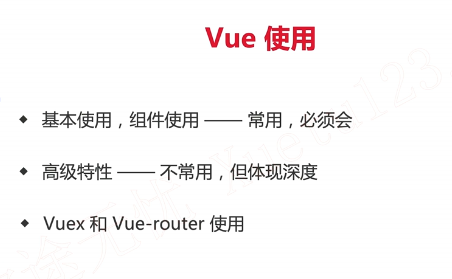 Vue 使用
◆ 基本使用，组件使用 —— 常用，必须会
◆ 高级特性 —— 不常用，但体现深度
◆ Vuex 和 Vue-router 使用